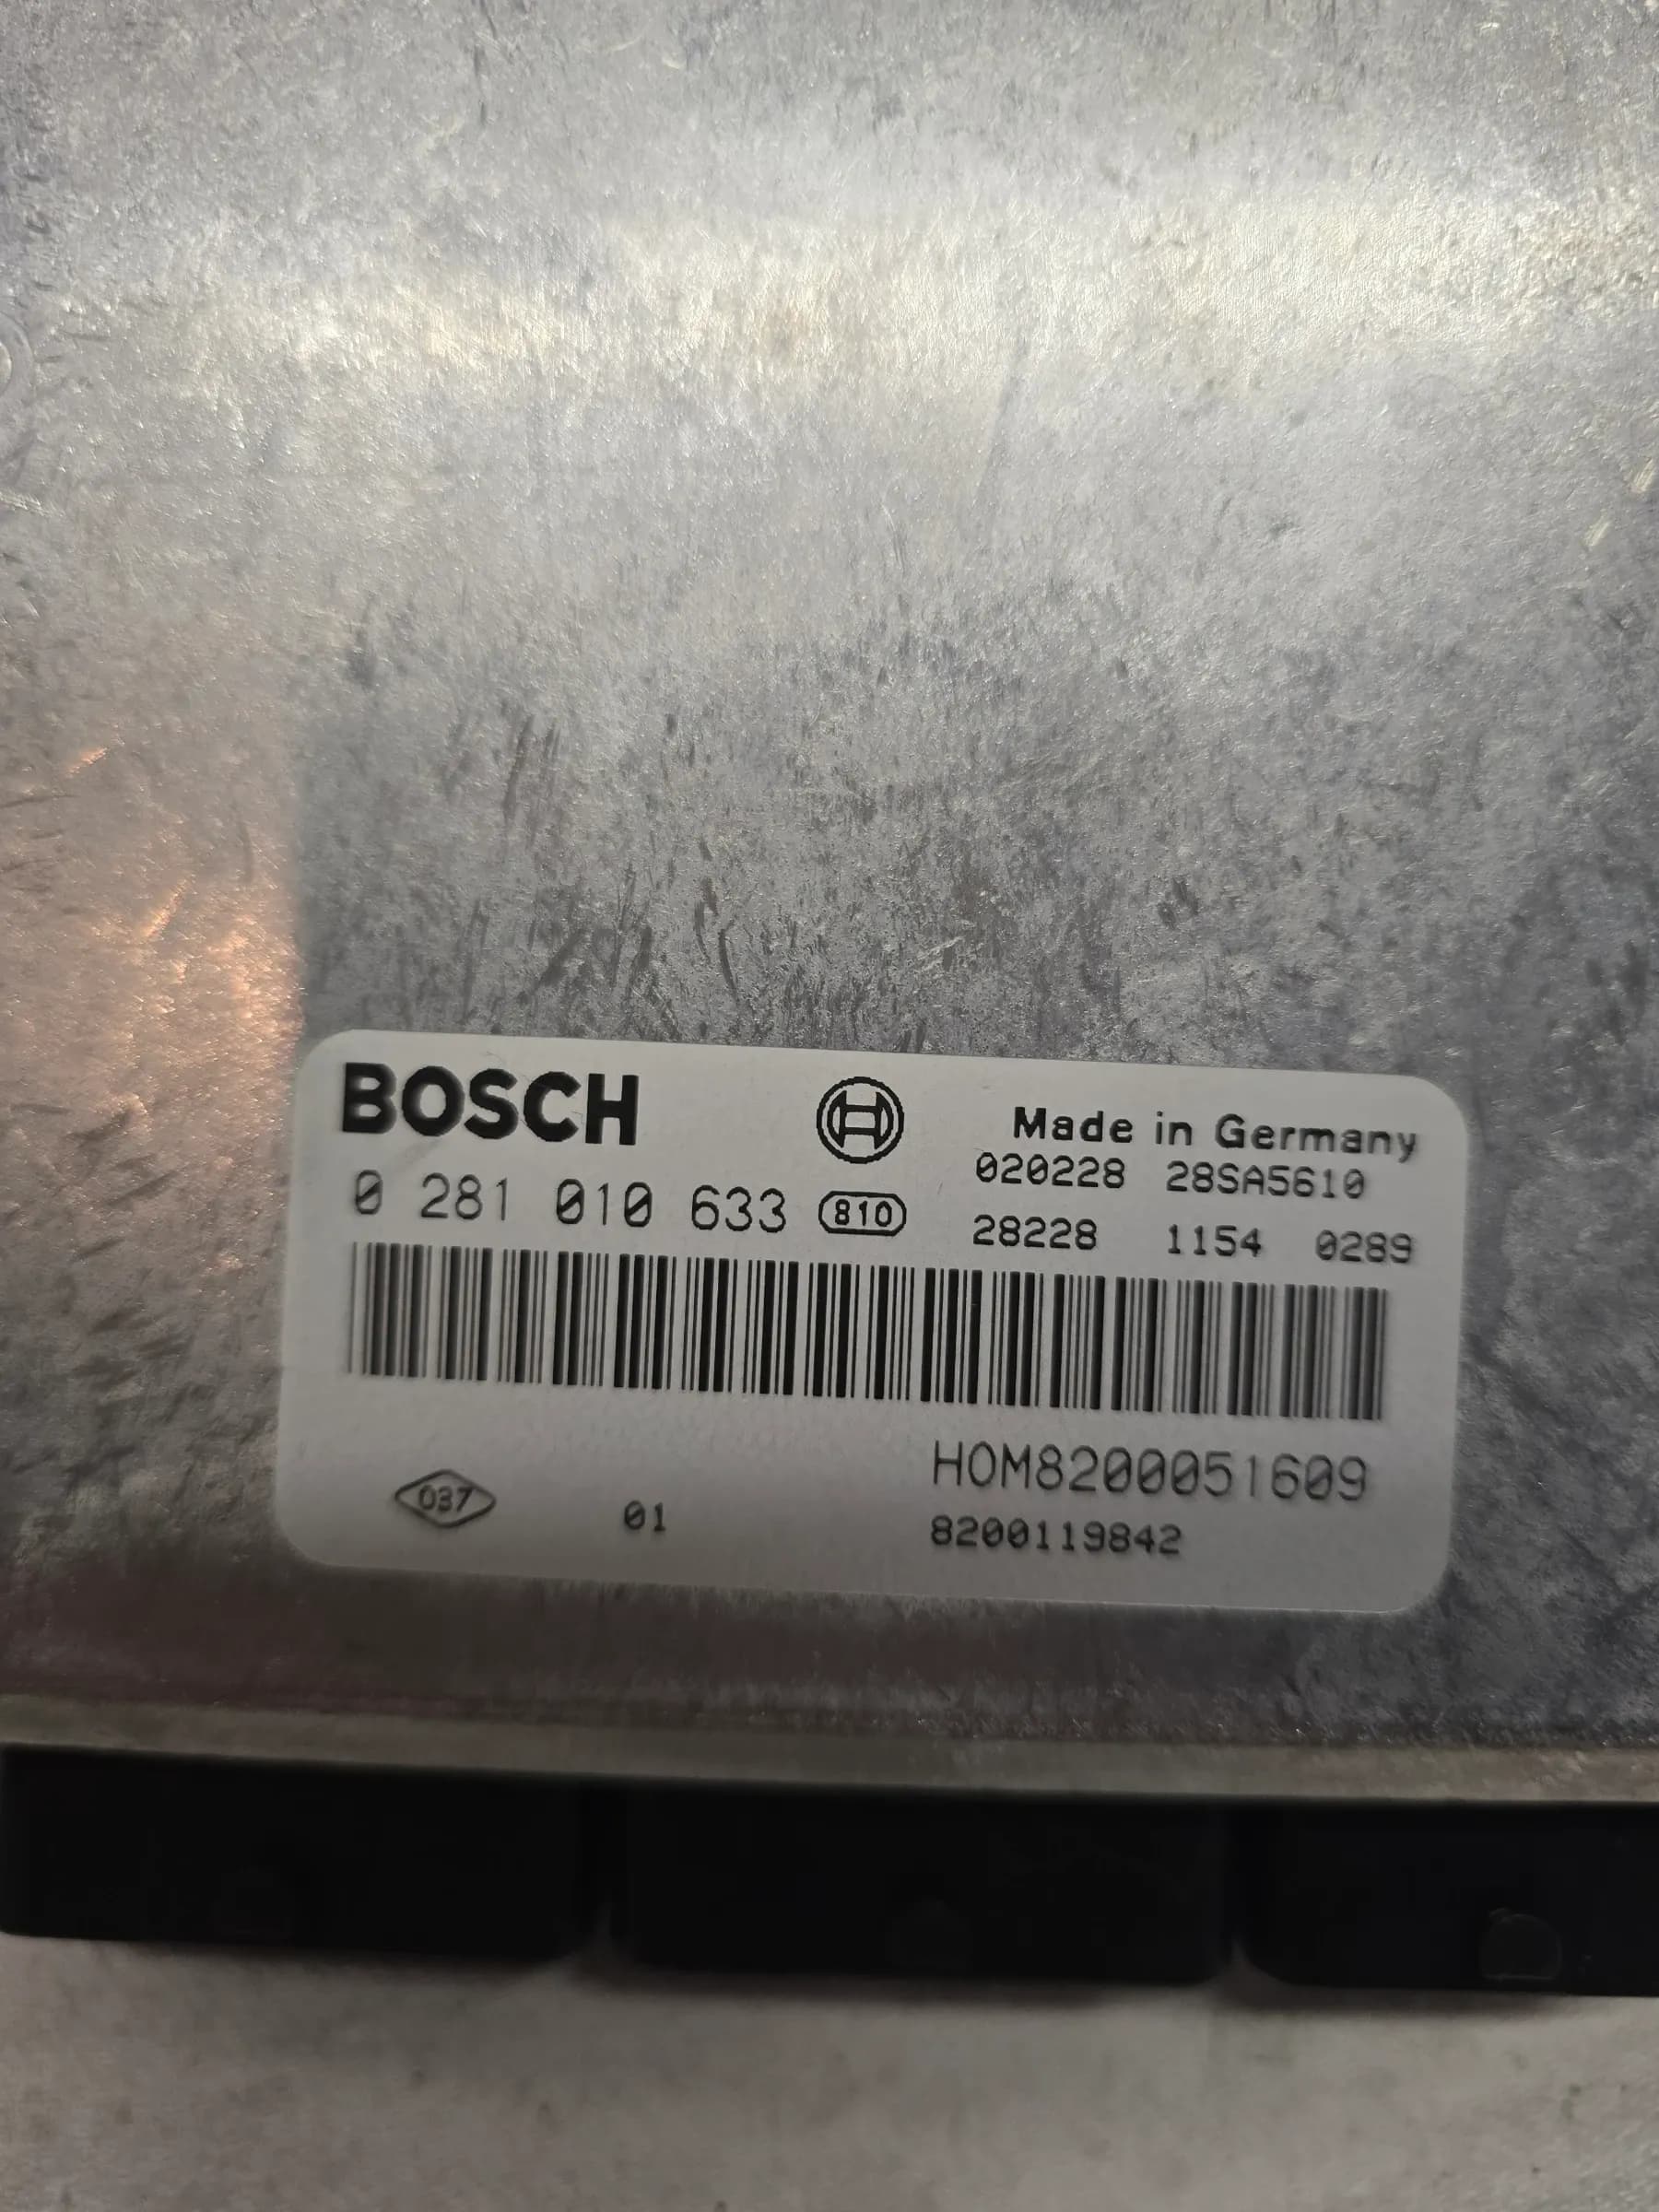 BOSCH
Made in Germany
020228 28SA5610
0 281 010 633 810
28228 1154 0289
HOM8200051609
037 01
8200119842